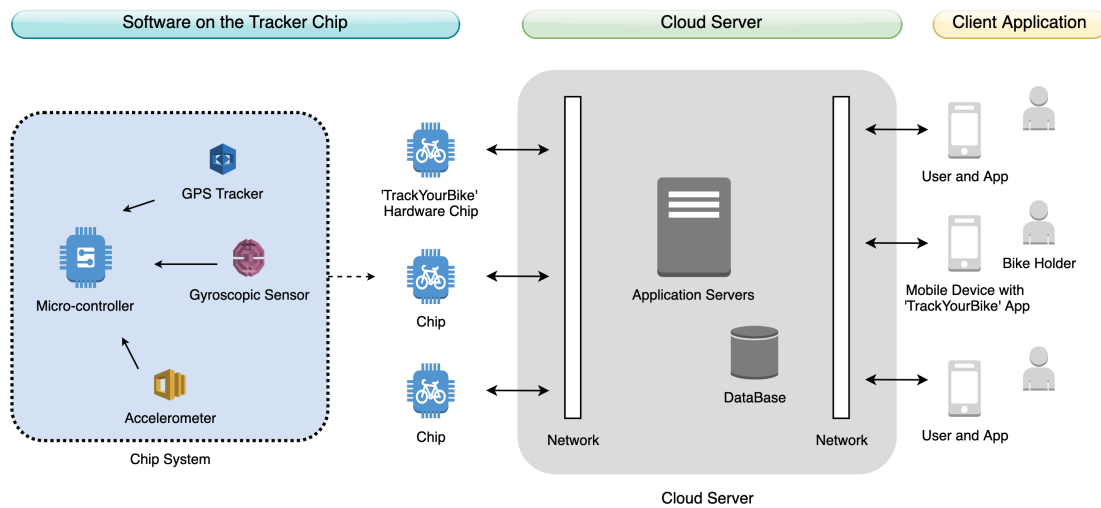 Software on the Tracker Chip
Cloud Server
Client Application
GPS Tracker
Gyroscopic Sensor
Micro-controller
Accelerometer
Chip System
'TrackYourBike'
Hardware Chip
Chip
Chip
Network
Application Servers
DataBase
Network
Cloud Server
User and App
Bike Holder
Mobile Device with
'TrackYourBike' App
User and App